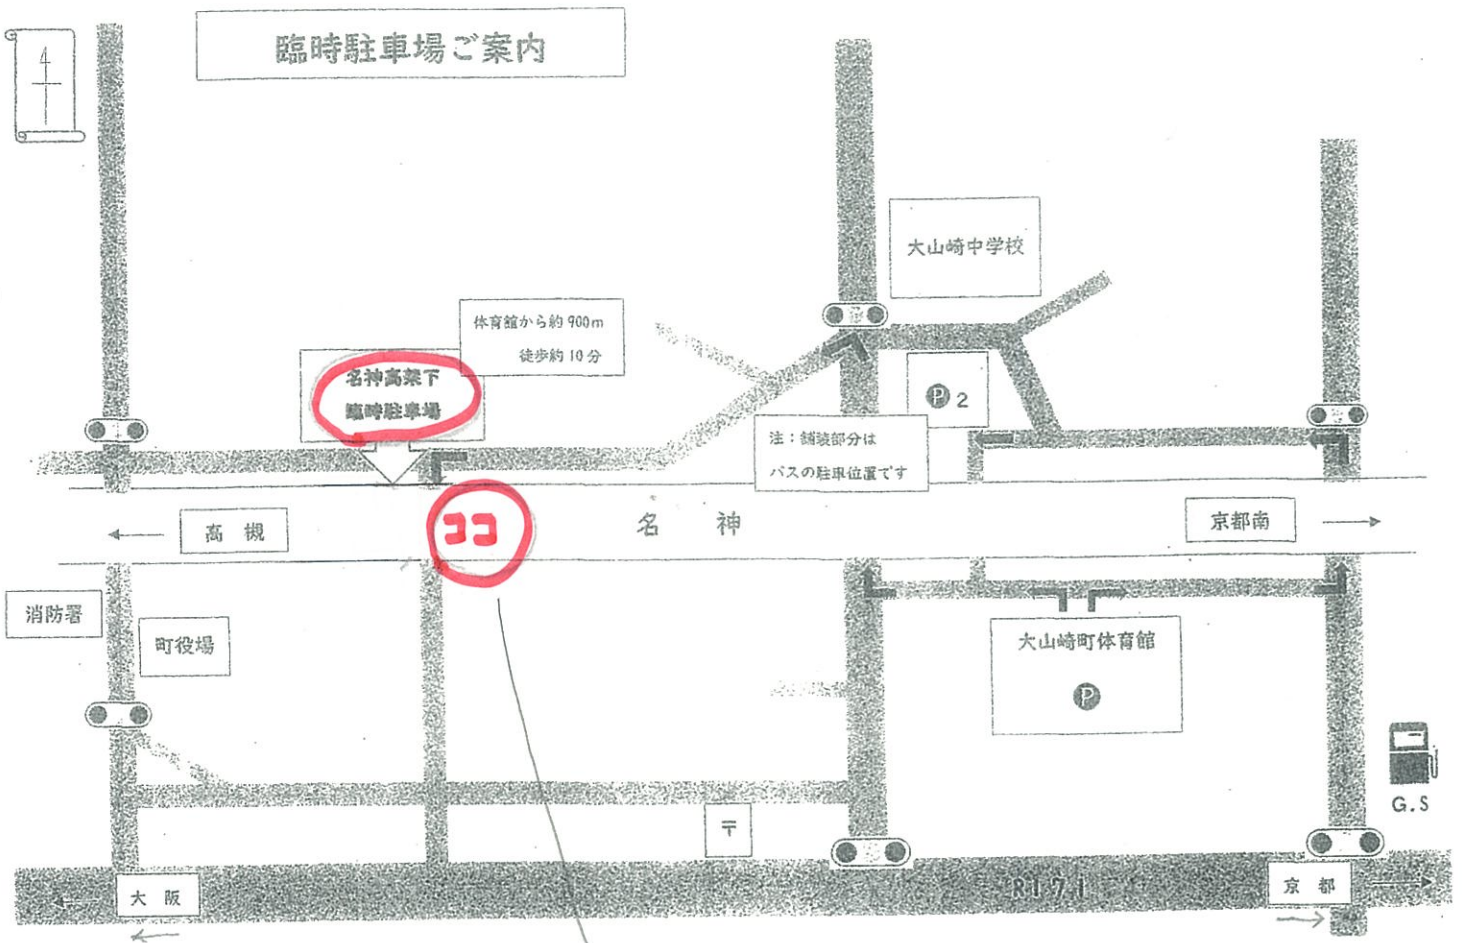 臨時駐車場ご案内
4
大山崎中学校
体育館から約900m
徒歩約10分
名神高架下
臨時駐車場
P 2
注：舗装部分は
バスの駐車位置です
高槻
ココ
名神
京都南
消防署
町役場
大山崎町体育館
P
G.S
〒
R171
大阪
京都